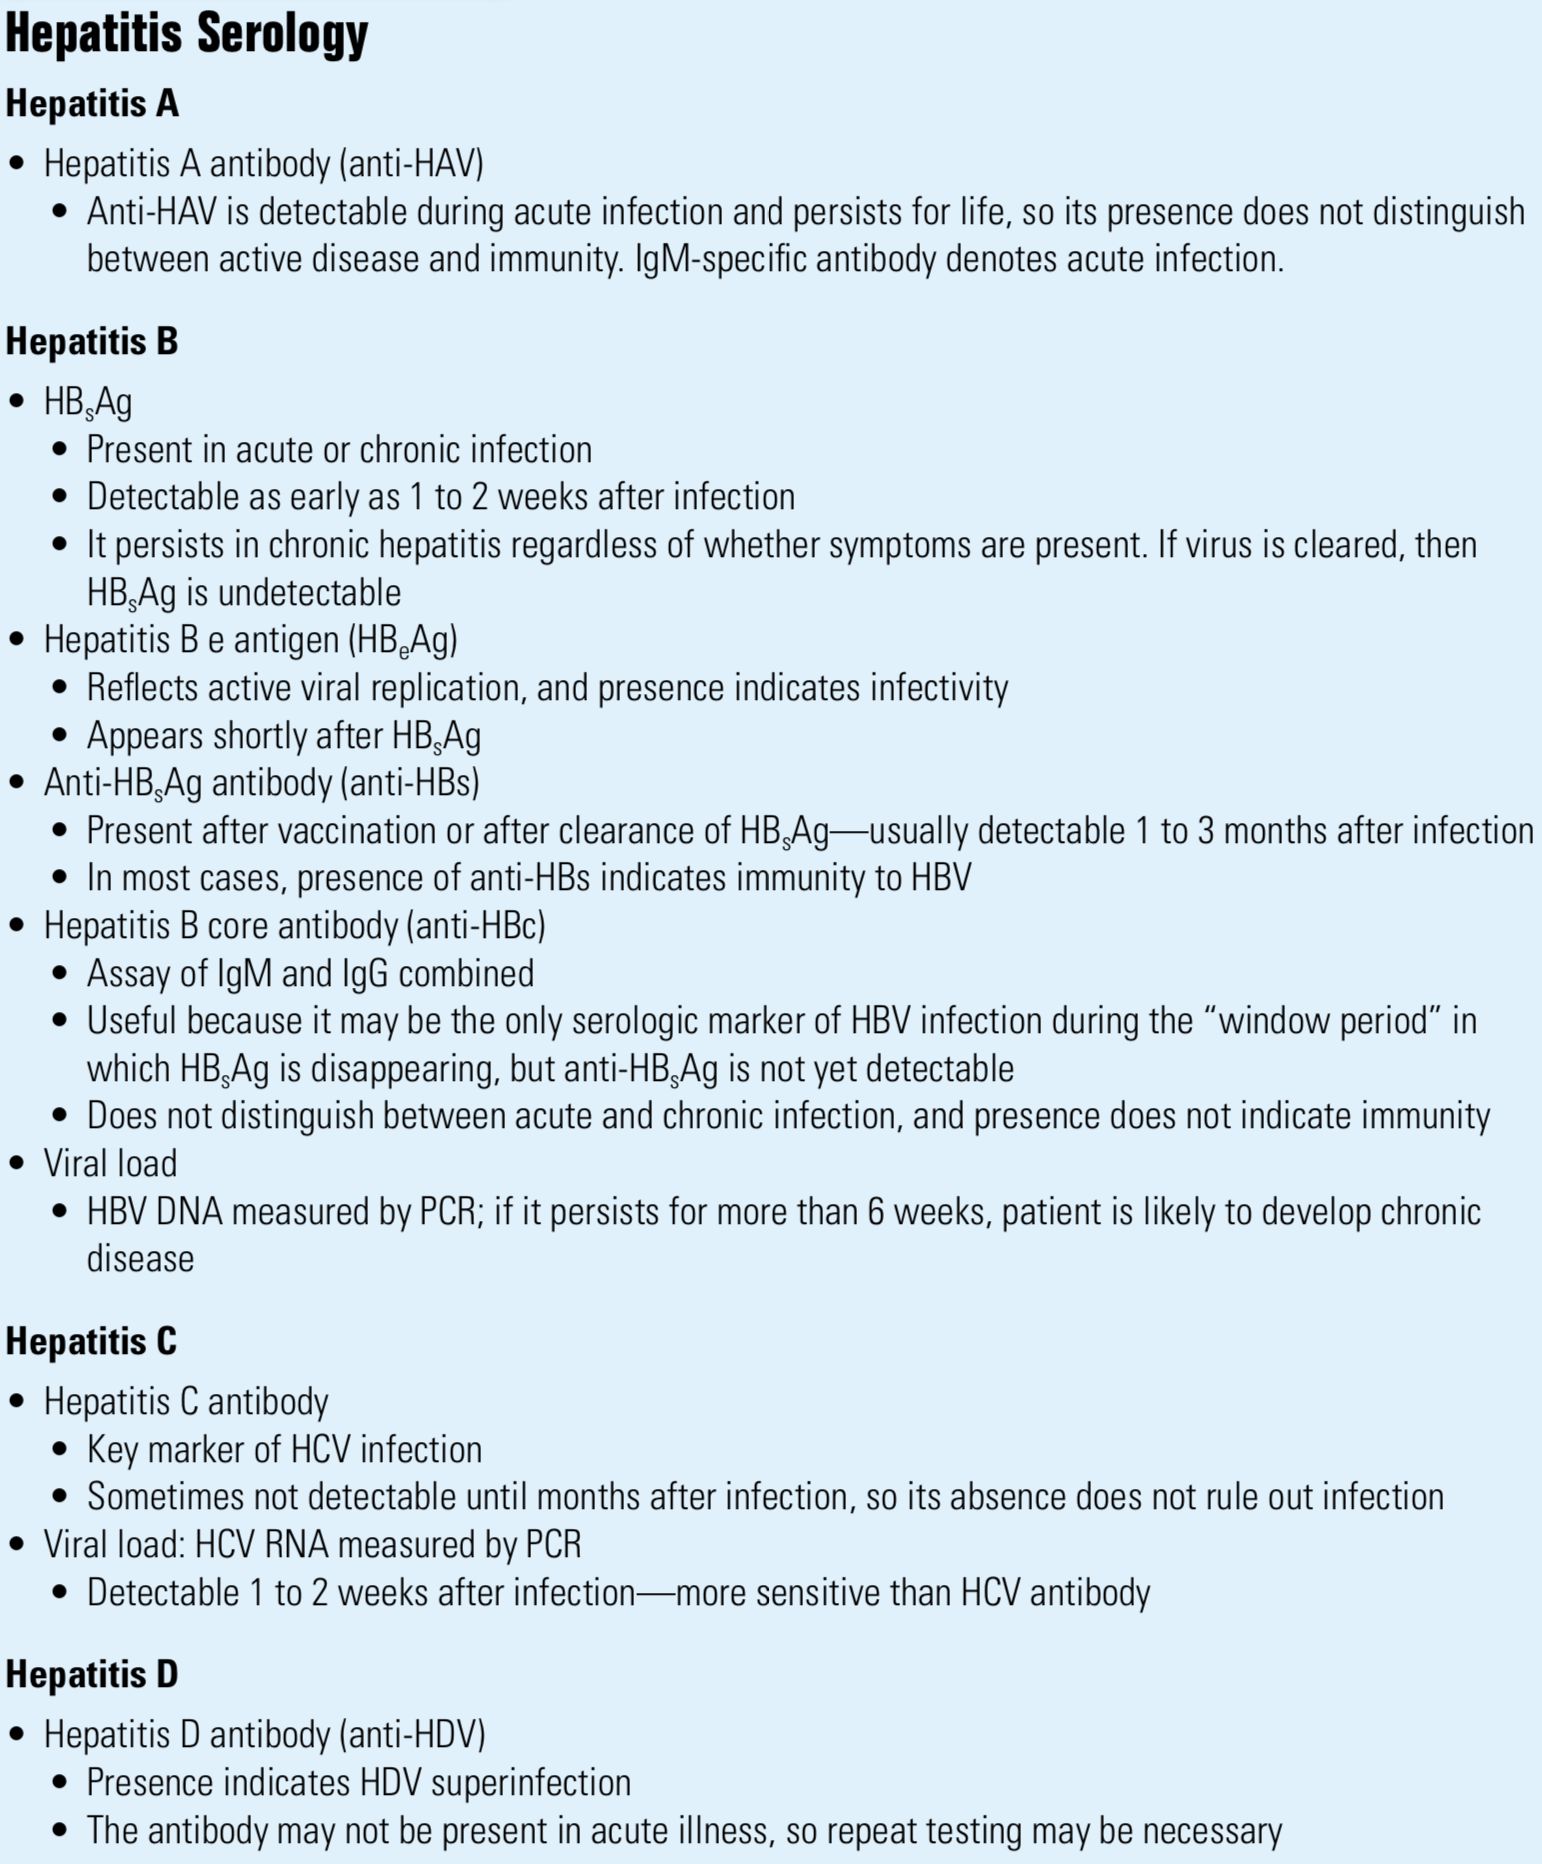 Hepatitis Serology
Hepatitis A
• Hepatitis A antibody (anti-HAV)
• Anti-HAV is detectable during acute infection and persists for life, so its presence does not distinguish
between active disease and immunity. IgM-specific antibody denotes acute infection.
Hepatitis B
• HBsAg
• Present in acute or chronic infection
• Detectable as early as 1 to 2 weeks after infection
• It persists in chronic hepatitis regardless of whether symptoms are present. If virus is cleared, then
HBsAg is undetectable
• Hepatitis B e antigen (HBeAg)
• Reflects active viral replication, and presence indicates infectivity
• Appears shortly after HBsAg
• Anti-HBsAg antibody (anti-HBs)
• Present after vaccination or after clearance of HBsAg—usually detectable 1 to 3 months after infection
• In most cases, presence of anti-HBs indicates immunity to HBV
• Hepatitis B core antibody (anti-HBc)
• Assay of IgM and IgG combined
• Useful because it may be the only serologic marker of HBV infection during the “window period” in
which HBsAg is disappearing, but anti-HBsAg is not yet detectable
• Does not distinguish between acute and chronic infection, and presence does not indicate immunity
• Viral load
• HBV DNA measured by PCR; if it persists for more than 6 weeks, patient is likely to develop chronic
disease
Hepatitis C
• Hepatitis C antibody
• Key marker of HCV infection
• Sometimes not detectable until months after infection, so its absence does not rule out infection
• Viral load: HCV RNA measured by PCR
• Detectable 1 to 2 weeks after infection—more sensitive than HCV antibody
Hepatitis D
• Hepatitis D antibody (anti-HDV)
• Presence indicates HDV superinfection
• The antibody may not be present in acute illness, so repeat testing may be necessary